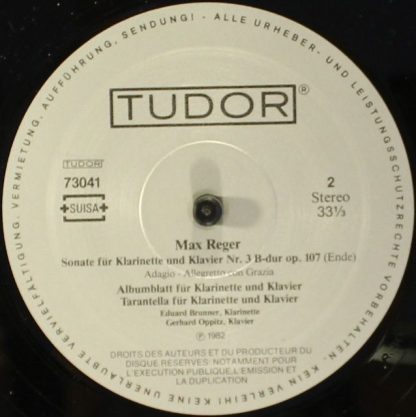 ALLE URHEBER- UND LEISTUNGSSCHUTZRECHTE VORBEHALTEN. - KEIN VERLEIH! KEINE UNERLAUBTE VERVIELFÄLTIGUNG, VERMIETUNG, AUFFÜHRUNG, SENDUNG! -
TUDOR®
TUDOR
73041
+SUISA+
2
Stereo
33⅓
Max Reger
Sonate für Klarinette und Klavier Nr. 3 B-dur op. 107 (Ende)
Adagio - Allegretto con Grazia
Albumblatt für Klarinette und Klavier
Tarantella für Klarinette und Klavier
Eduard Brunner, Klarinette
Gerhard Oppitz, Klavier
℗ 1982
DROITS DES AUTEURS ET DU PRODUCTEUR DU
DISQUE RÉSERVÉS: NOTAMMENT POUR
L'EXECUTION PUBLIQUE, L'EMISSION ET
LA DUPLICATION